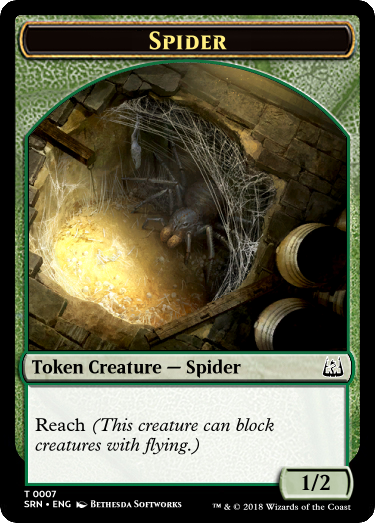 Spider
Token Creature — Spider
Reach (This creature can block
creatures with flying.)
1/2
T 0007
SRN • ENG Bethesda Softworks
™ & © 2018 Wizards of the Coast